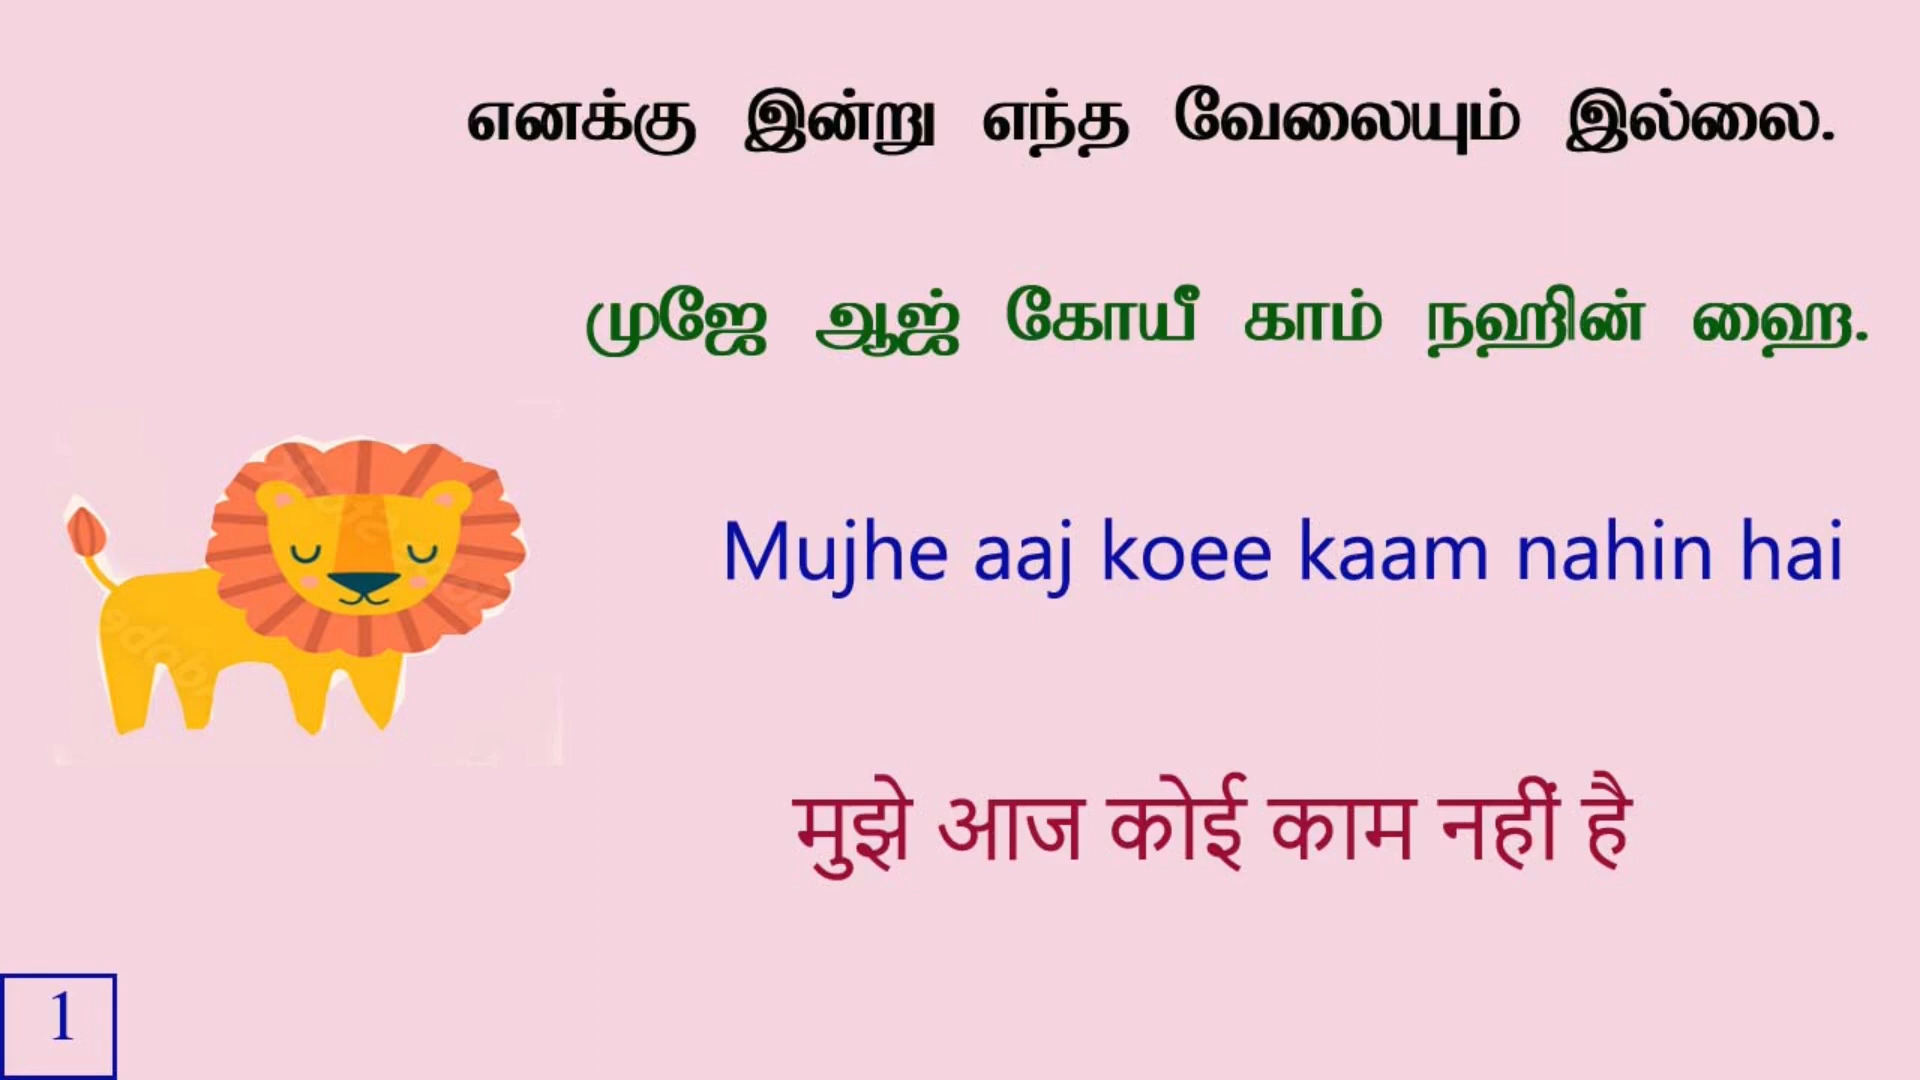 எனக்கு இன்று எந்த வேலையும் இல்லை.
முஜே ஆஜ் கோயீ காம் நஹின் ஹை.
Mujhe aaj koee kaam nahin hai
मुझे आज कोई काम नहीं है
1